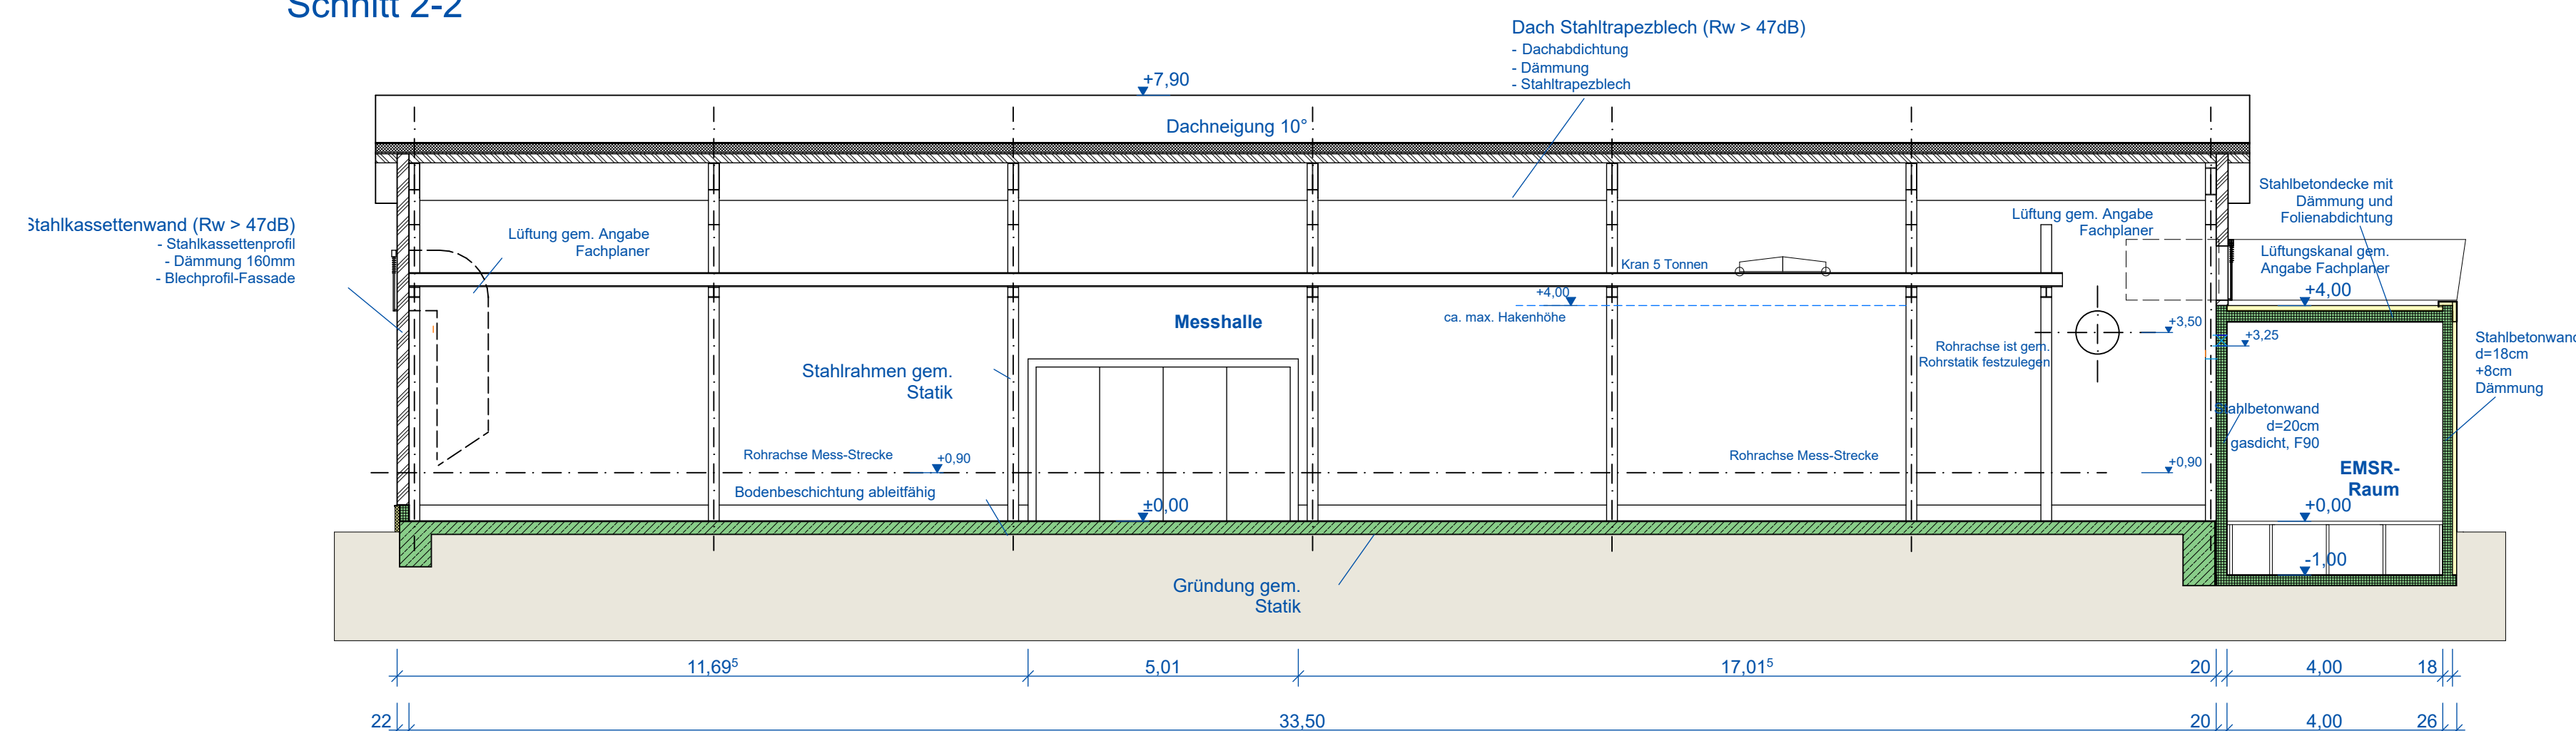 Schnitt 2-2
Dach Stahltrapezblech (Rw > 47dB)
- Dachabdichtung
- Dämmung
- Stahltrapezblech
+7,90
Dachneigung 10°
Stahlkassettenwand (Rw > 47dB)
- Stahlkassettenprofil
- Dämmung 160mm
- Blechprofil-Fassade
Lüftung gem. Angabe
Fachplaner
Lüftung gem. Angabe
Fachplaner
Stahlbetondecke mit
Dämmung und
Folienabdichtung
Lüftungskanal gem.
Angabe Fachplaner
+4,00
Kran 5 Tonnen
+4,00
ca. max. Hakenhöhe
Messhalle
+3,50
+3,25
Rohrachse ist gem.
Rohrstatik festzulegen
Stahlbetonwand
d=18cm
+8cm
Dämmung
Stahlrahmen gem.
Statik
Stahlbetonwand
d=20cm
gasdicht, F90
Rohrachse Mess-Strecke
+0,90
Rohrachse Mess-Strecke
+0,90
EMSR-
Raum
Bodenbeschichtung ableitfähig
±0,00
+0,00
-1,00
Gründung gem.
Statik
11,69⁵
5,01
17,01⁵
20
4,00
18
22
33,50
20
4,00
26